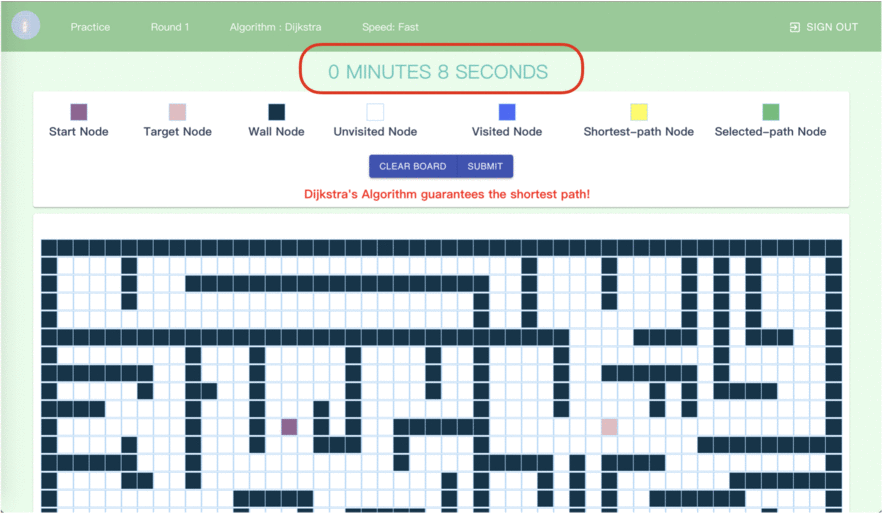 Practice Round 1 Algorithm : Dijkstra Speed: Fast SIGN OUT
0 MINUTES 8 SECONDS
Start Node Target Node Wall Node Unvisited Node Visited Node Shortest-path Node Selected-path Node
CLEAR BOARD SUBMIT
Dijkstra's Algorithm guarantees the shortest path!